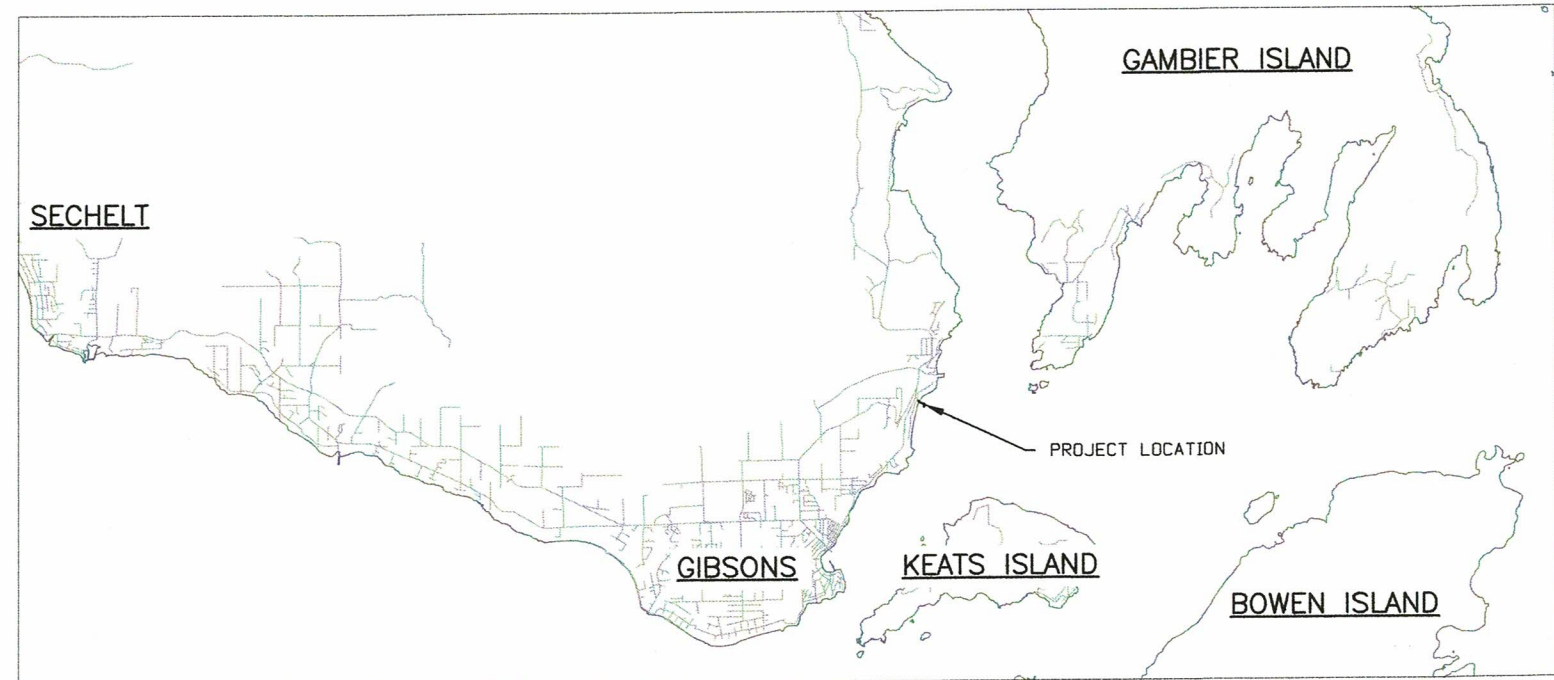 GAMBIER ISLAND
SECHELT
PROJECT LOCATION
GIBSONS
KEATS ISLAND
BOWEN ISLAND